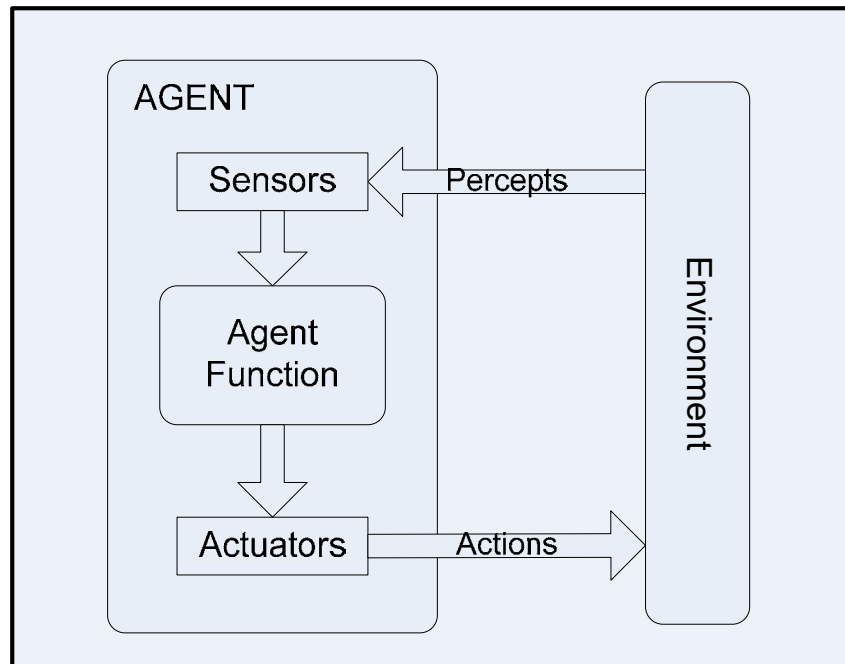 AGENT
Sensors
Percepts
Agent
Function
Environment
Actuators
Actions